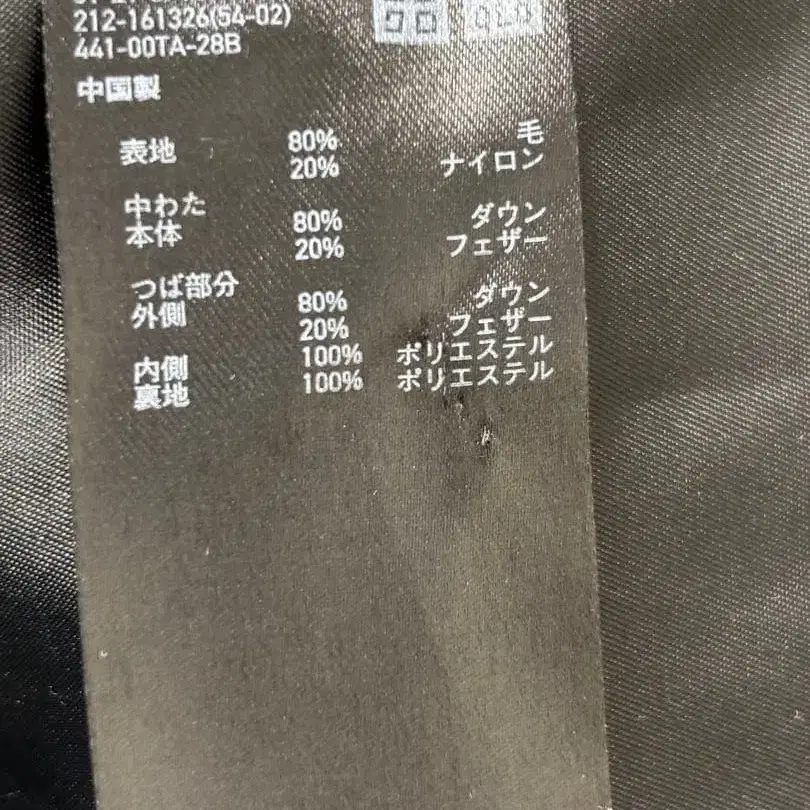 212-161326(54-02)
441-00TA-28B
中国製
表地 80% 毛
20% ナイロン
中わた
本体 80% ダウン
20% フェザー
つば部分
外側 80% ダウン
20% フェザー
内側 100% ポリエステル
裏地 100% ポリエステル